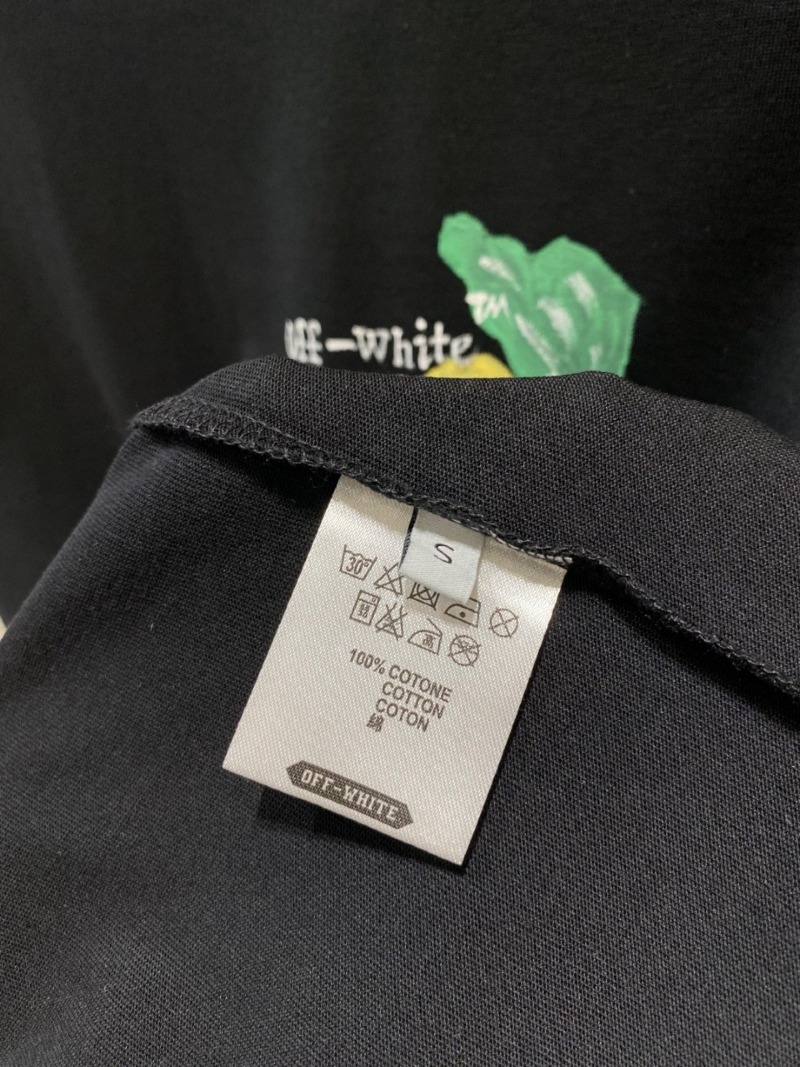 TM
Off-White
S
30°
100% COTONE
COTTON
COTON
綿
OFF-WHITE